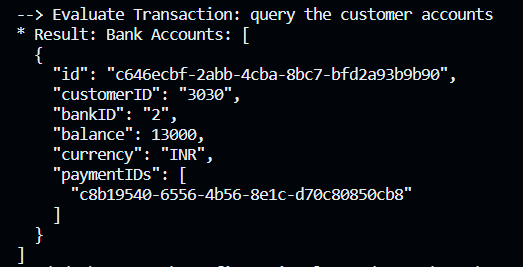 --> Evaluate Transaction: query the customer accounts
* Result: Bank Accounts: [
  {
    "id": "c646ecbf-2abb-4cba-8bc7-bfd2a93b9b90",
    "customerID": "3030",
    "bankID": "2",
    "balance": 13000,
    "currency": "INR",
    "paymentIDs": [
      "c8b19540-6556-4b56-8e1c-d70c80850cb8"
    ]
  }
]